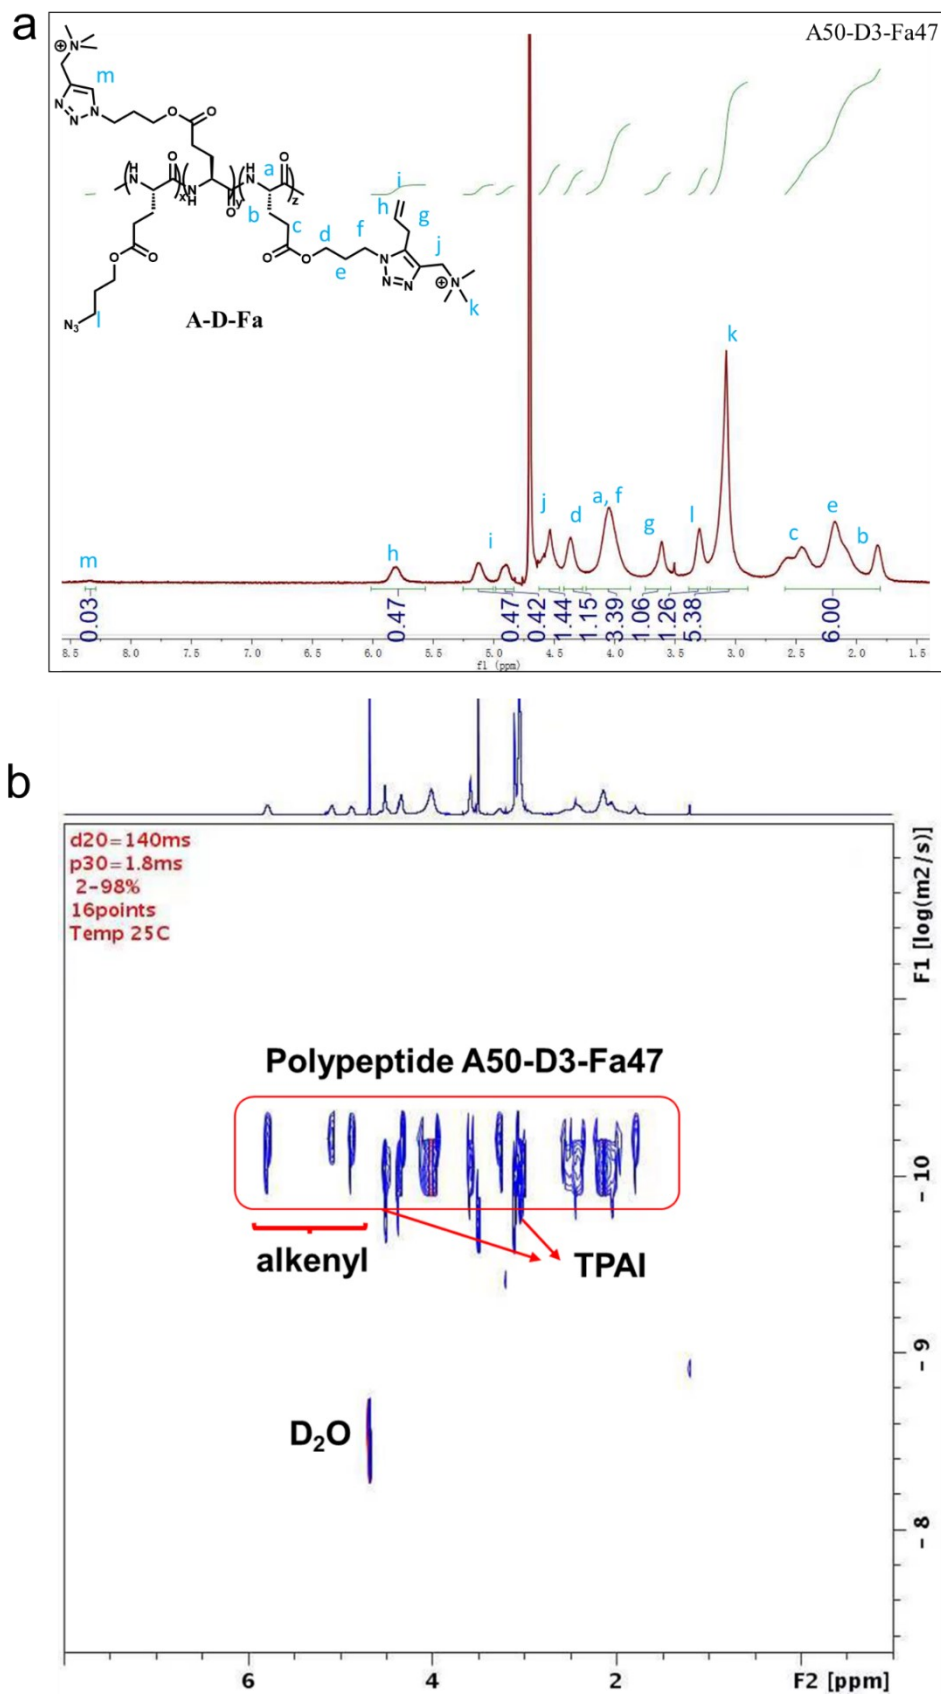 a
A50-D3-Fa47
N
⊕
m
N
N
N
O
O
H
N
O
H
N
O
a
O
x
N
H
y
O
z
b
c
i
h
g
d
f
j
O
O
O
O
e
N
N
N
N
⊕
k
N3
l
A-D-Fa
k
j
a, f
d
e
i
g
l
c
b
h
m
0.03
0.47
0.47
0.42
1.44
1.15
3.39
1.06
1.26
5.38
6.00
8.5 8.0 7.5 7.0 6.5 6.0 5.5 5.0 4.5 4.0 3.5 3.0 2.5 2.0 1.5
f1 (ppm)
b
d20=140ms
p30=1.8ms
2-98%
16points
Temp 25C
F1 [log(m2/s)]
Polypeptide A50-D3-Fa47
- 10
alkenyl
TPAI
- 9
D₂O
- 8
6 4 2 F2 [ppm]